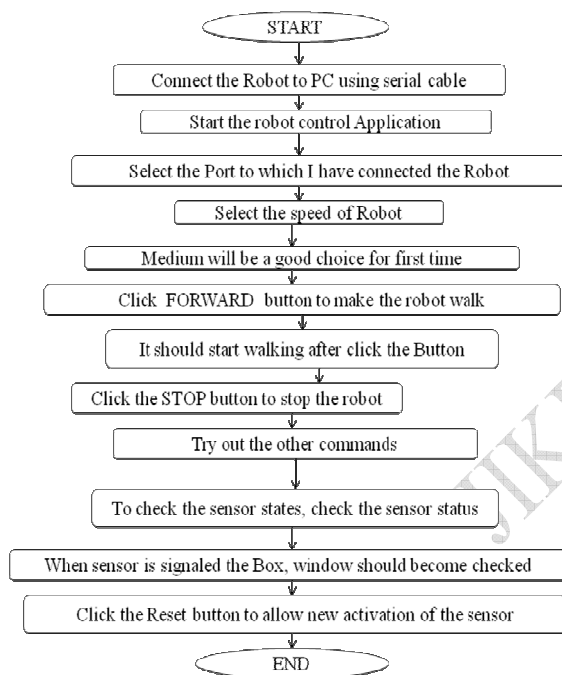 START
Connect the Robot to PC using serial cable
Start the robot control Application
Select the Port to which I have connected the Robot
Select the speed of Robot
Medium will be a good choice for first time
Click FORWARD button to make the robot walk
It should start walking after click the Button
Click the STOP button to stop the robot
Try out the other commands
To check the sensor states, check the sensor status
When sensor is signaled the Box, window should become checked
Click the Reset button to allow new activation of the sensor
END